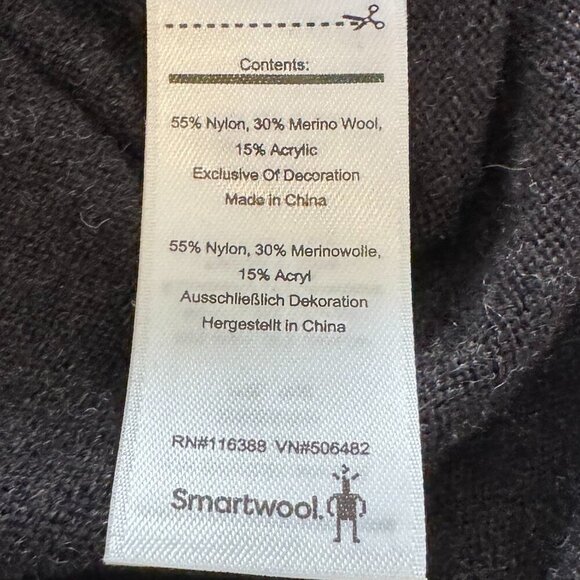 Contents:
55% Nylon, 30% Merino Wool,
15% Acrylic
Exclusive Of Decoration
Made in China
55% Nylon, 30% Merinowolle,
15% Acryl
Ausschließlich Dekoration
Hergestellt in China
RN#116388 VN#506482
Smartwool.